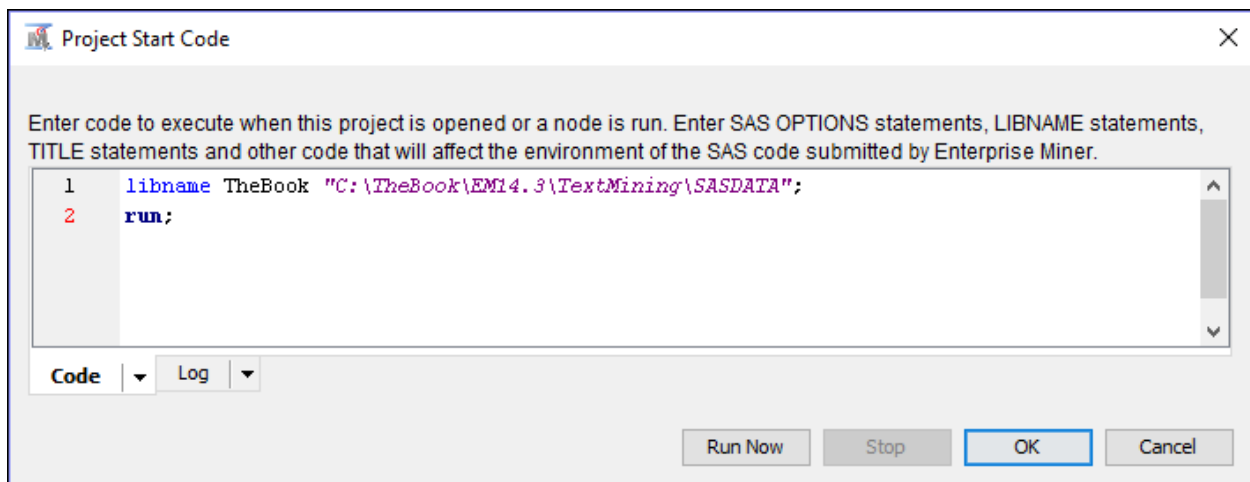 Project Start Code
Enter code to execute when this project is opened or a node is run. Enter SAS OPTIONS statements, LIBNAME statements,
TITLE statements and other code that will affect the environment of the SAS code submitted by Enterprise Miner.
1 libname TheBook "C:\TheBook\EM14.3\TextMining\SASDATA";
2 run;
Code Log
Run Now Stop OK Cancel